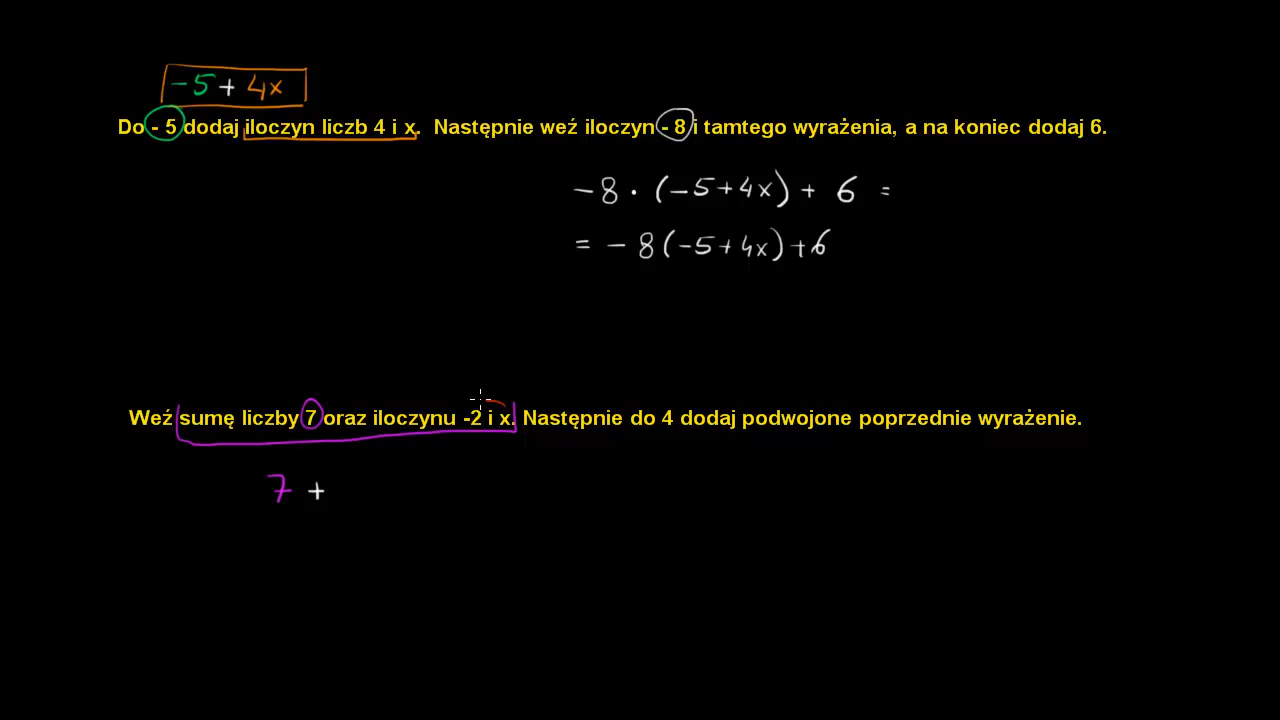 -5 + 4x
Do - 5 dodaj iloczyn liczb 4 i x. Następnie weź iloczyn - 8 i tamtego wyrażenia, a na koniec dodaj 6.
-8 · (-5+4x) + 6 =
= -8(-5+4x)+6
Weź sumę liczby 7 oraz iloczynu -2 i x. Następnie do 4 dodaj podwojone poprzednie wyrażenie.
7 +